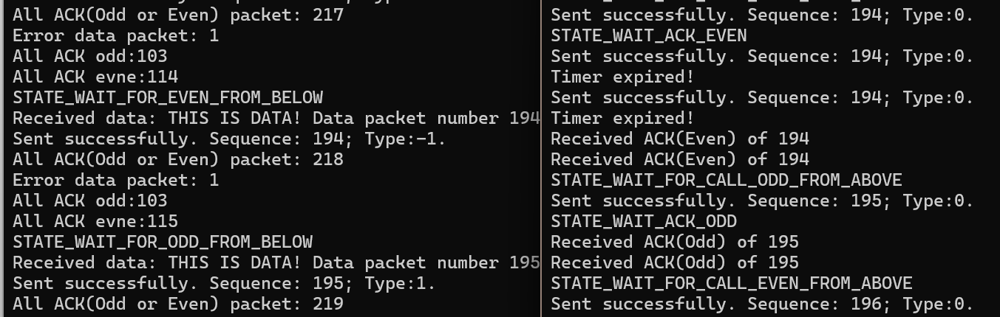 All ACK(Odd or Even) packet: 217
Error data packet: 1
All ACK odd:103
All ACK evne:114
STATE_WAIT_FOR_EVEN_FROM_BELOW
Received data: THIS IS DATA! Data packet number 194
Sent successfully. Sequence: 194; Type:-1.
All ACK(Odd or Even) packet: 218
Error data packet: 1
All ACK odd:103
All ACK evne:115
STATE_WAIT_FOR_ODD_FROM_BELOW
Received data: THIS IS DATA! Data packet number 195
Sent successfully. Sequence: 195; Type:1.
All ACK(Odd or Even) packet: 219
Sent successfully. Sequence: 194; Type:0.
STATE_WAIT_ACK_EVEN
Sent successfully. Sequence: 194; Type:0.
Timer expired!
Sent successfully. Sequence: 194; Type:0.
Timer expired!
Received ACK(Even) of 194
Received ACK(Even) of 194
STATE_WAIT_FOR_CALL_ODD_FROM_ABOVE
Sent successfully. Sequence: 195; Type:0.
STATE_WAIT_ACK_ODD
Received ACK(Odd) of 195
Received ACK(Odd) of 195
STATE_WAIT_FOR_CALL_EVEN_FROM_ABOVE
Sent successfully. Sequence: 196; Type:0.